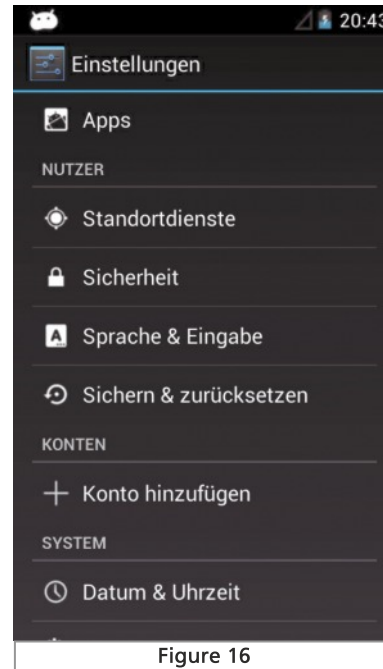 20:43
Einstellungen
Apps
NUTZER
Standortdienste
Sicherheit
A
Sprache & Eingabe
Sichern & zurücksetzen
KONTEN
Konto hinzufügen
SYSTEM
Datum & Uhrzeit
Figure 16